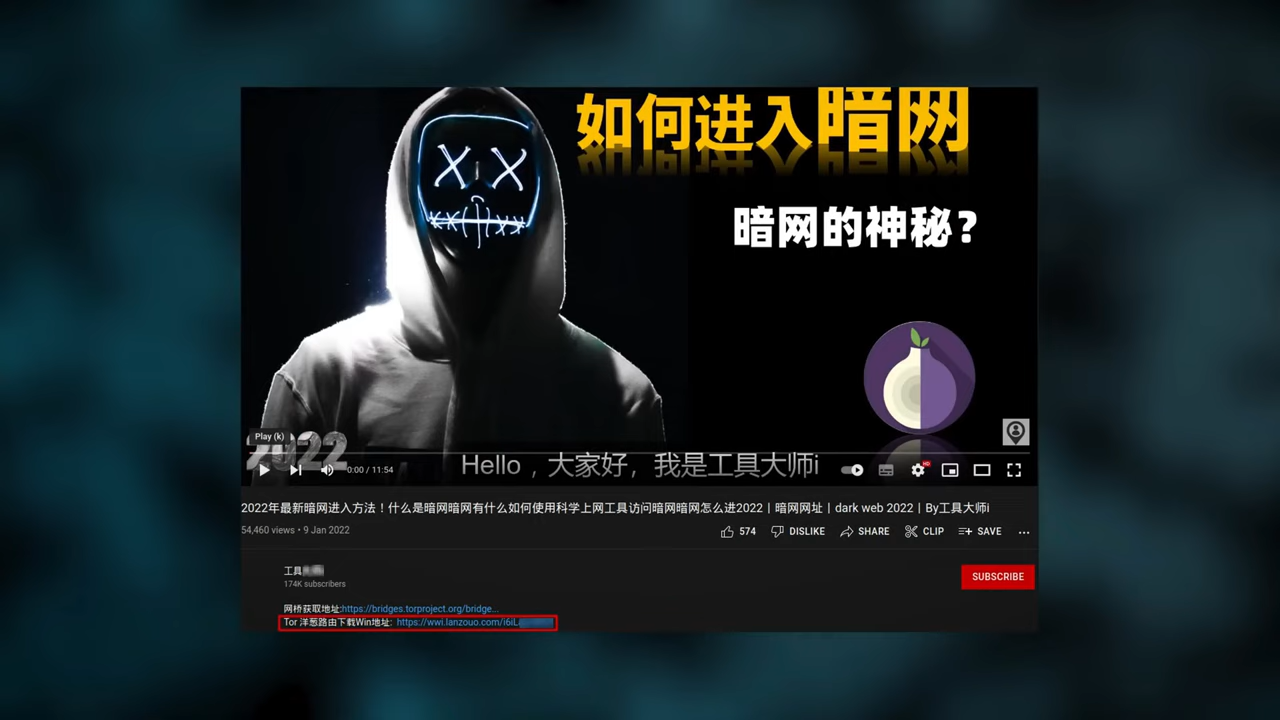 如何进入暗网
暗网的神秘？
2022
Play (k)
0:00 / 11:54
Hello，大家好，我是工具大师i
HD
2022年最新暗网进入方法！什么是暗网暗网有什么如何使用科学上网工具访问暗网暗网怎么进2022 | 暗网网址 | dark web 2022 | By工具大师i
54,460 views • 9 Jan 2022
574 DISLIKE SHARE CLIP SAVE ...
工具
174K subscribers
SUBSCRIBE
网桥获取地址:https://bridges.torproject.org/bridge...
Tor 洋葱路由下载Win地址: https://wwi.lanzouo.com/i6iL